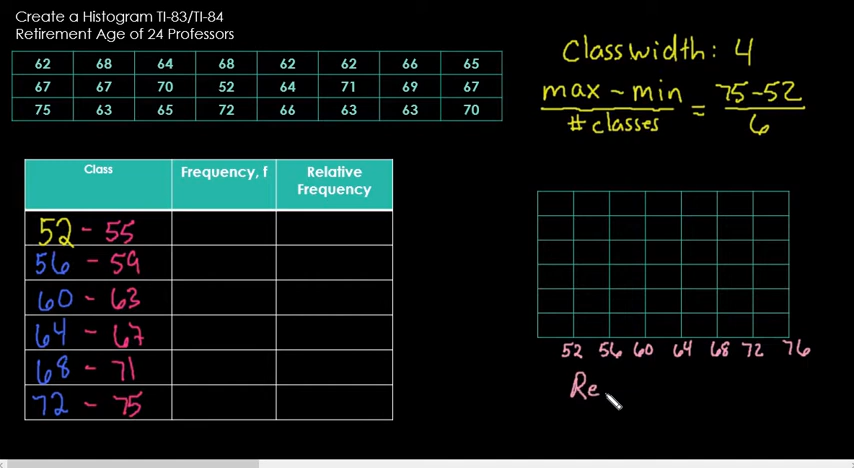 Create a Histogram TI-83/TI-84
Retirement Age of 24 Professors
62 68 64 68 62 62 66 65
67 67 70 52 64 71 69 67
75 63 65 72 66 63 63 70
Class width: 4
max - min / # classes = 75-52 / 6
Class Frequency, f Relative Frequency
52 - 55
56 - 59
60 - 63
64 - 67
68 - 71
72 - 75
52 56 60 64 68 72 76
Re